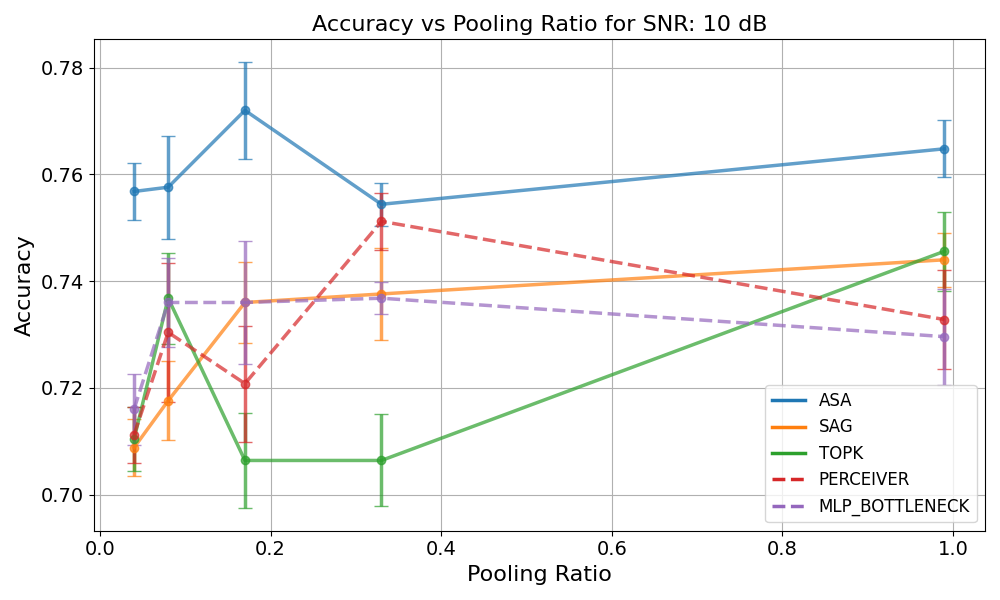 Accuracy vs Pooling Ratio for SNR: 10 dB
Accuracy
0.78
0.76
0.74
0.72
0.70
0.0 0.2 0.4 0.6 0.8 1.0
Pooling Ratio
ASA
SAG
TOPK
PERCEIVER
MLP_BOTTLENECK